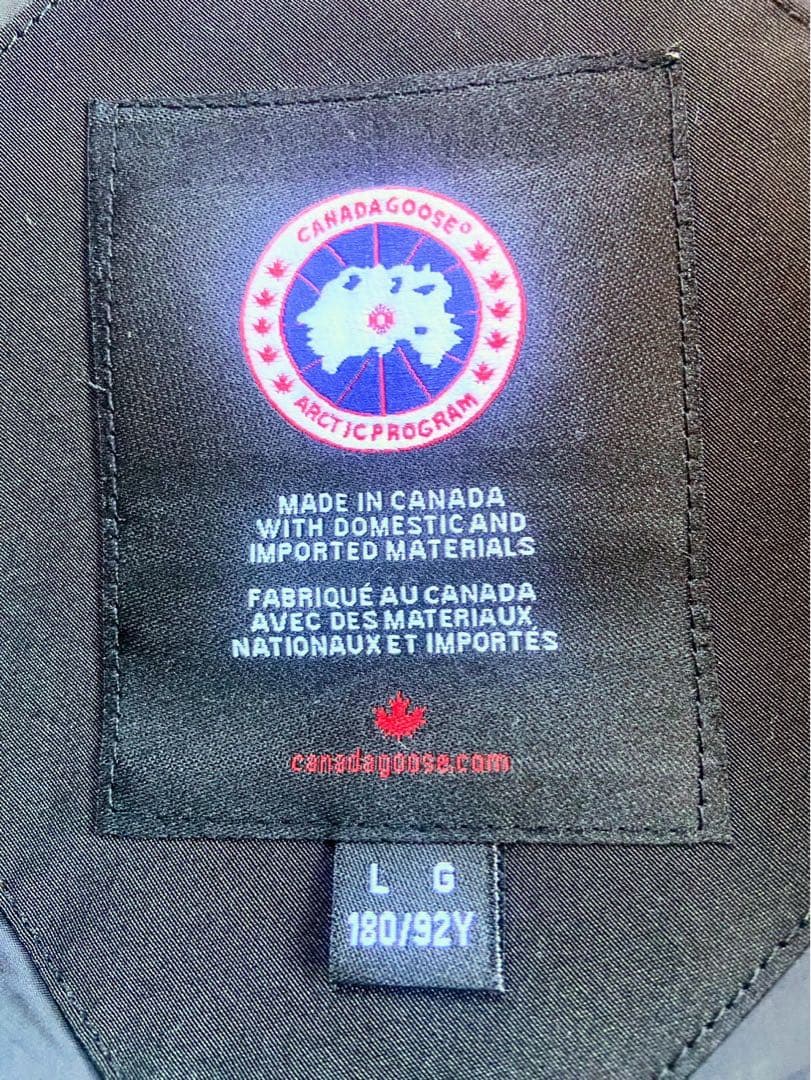 CANADA GOOSE®
ARCTIC PROGRAM
MADE IN CANADA
WITH DOMESTIC AND
IMPORTED MATERIALS
FABRIQUÉ AU CANADA
AVEC DES MATERIAUX
NATIONAUX ET IMPORTÉS
canadagoose.com
L G
180/92Y